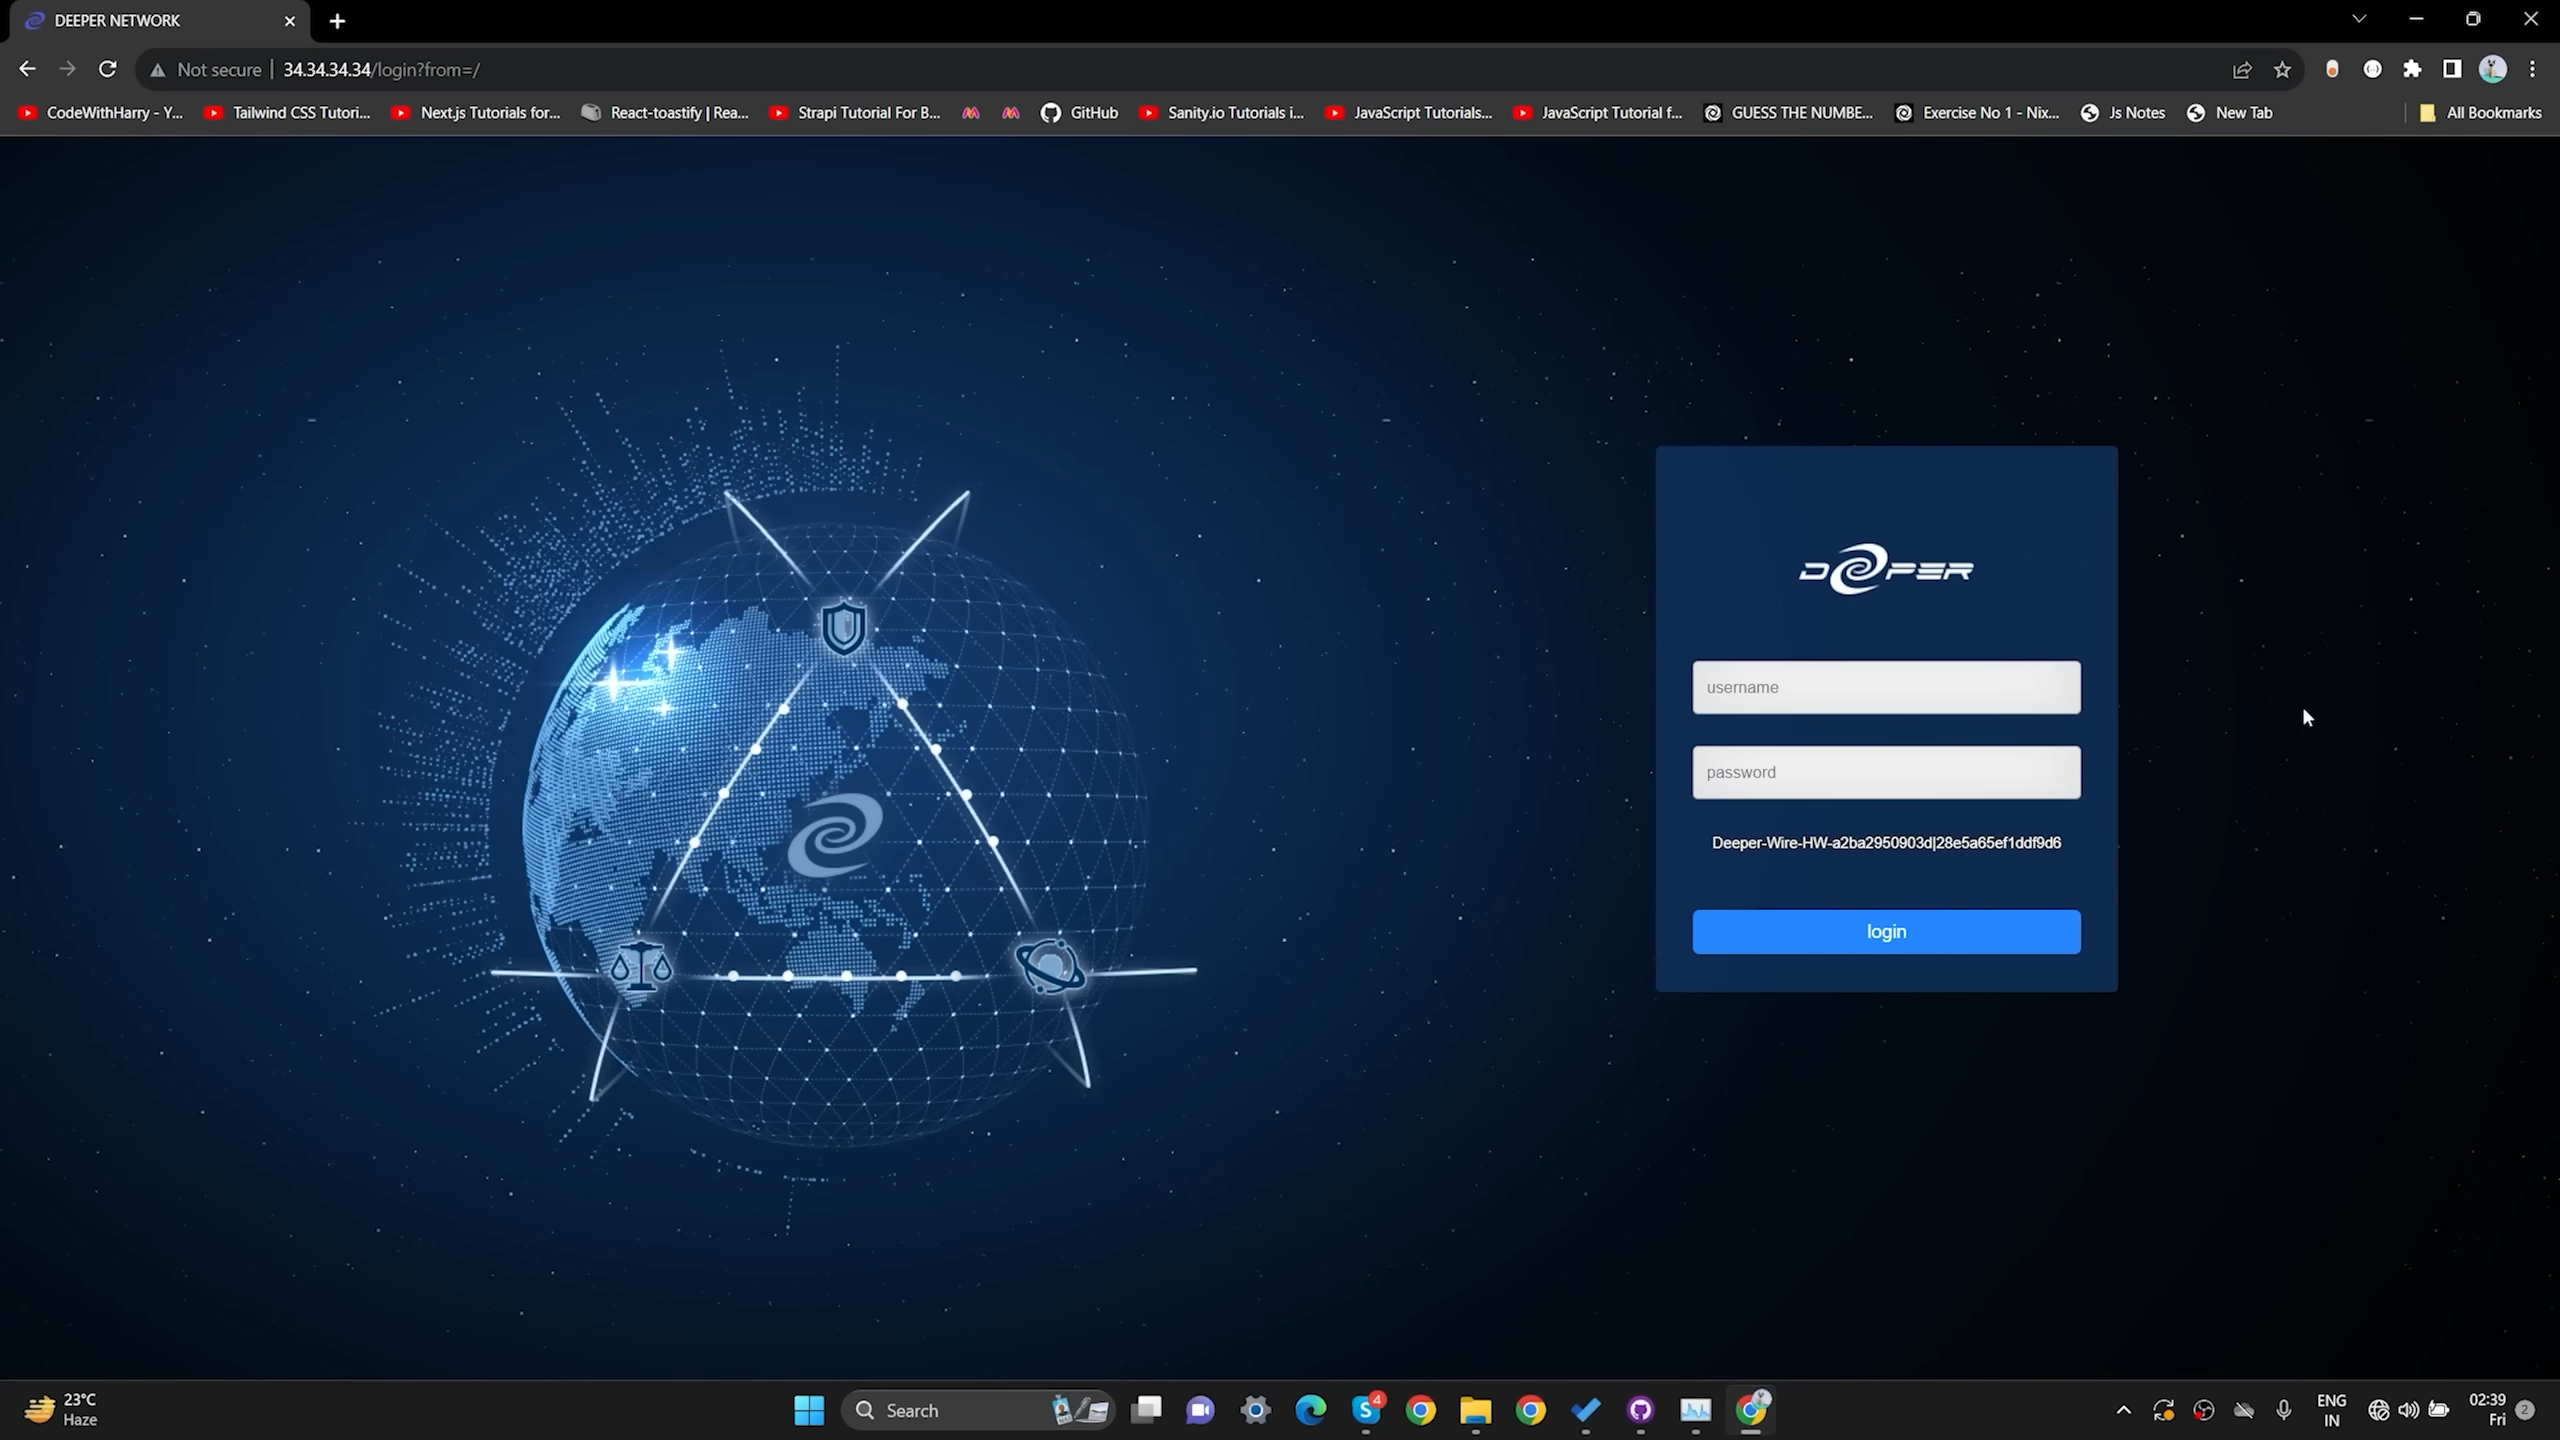 DEEPER NETWORK
Not secure 34.34.34.34/login?from=/
CodeWithHarry - Y... Tailwind CSS Tutori... Next.js Tutorials for... React-toastify | Rea... Strapi Tutorial For B... GitHub Sanity.io Tutorials i... JavaScript Tutorials... JavaScript Tutorial f... GUESS THE NUMBE... Exercise No 1 - Nix... Js Notes New Tab All Bookmarks
DEEPER
username
password
Deeper-Wire-HW-a2ba2950903d|28e5a65ef1ddf9d6
login
23°C
Haze
Search
4
ENG
IN
02:39
Fri
2